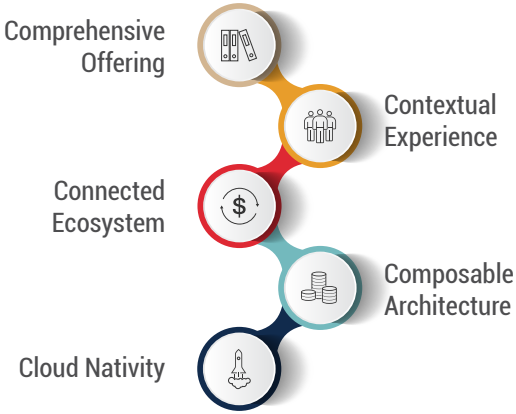 Comprehensive
Offering
Contextual
Experience
Connected
Ecosystem
$
Composable
Architecture
Cloud Nativity